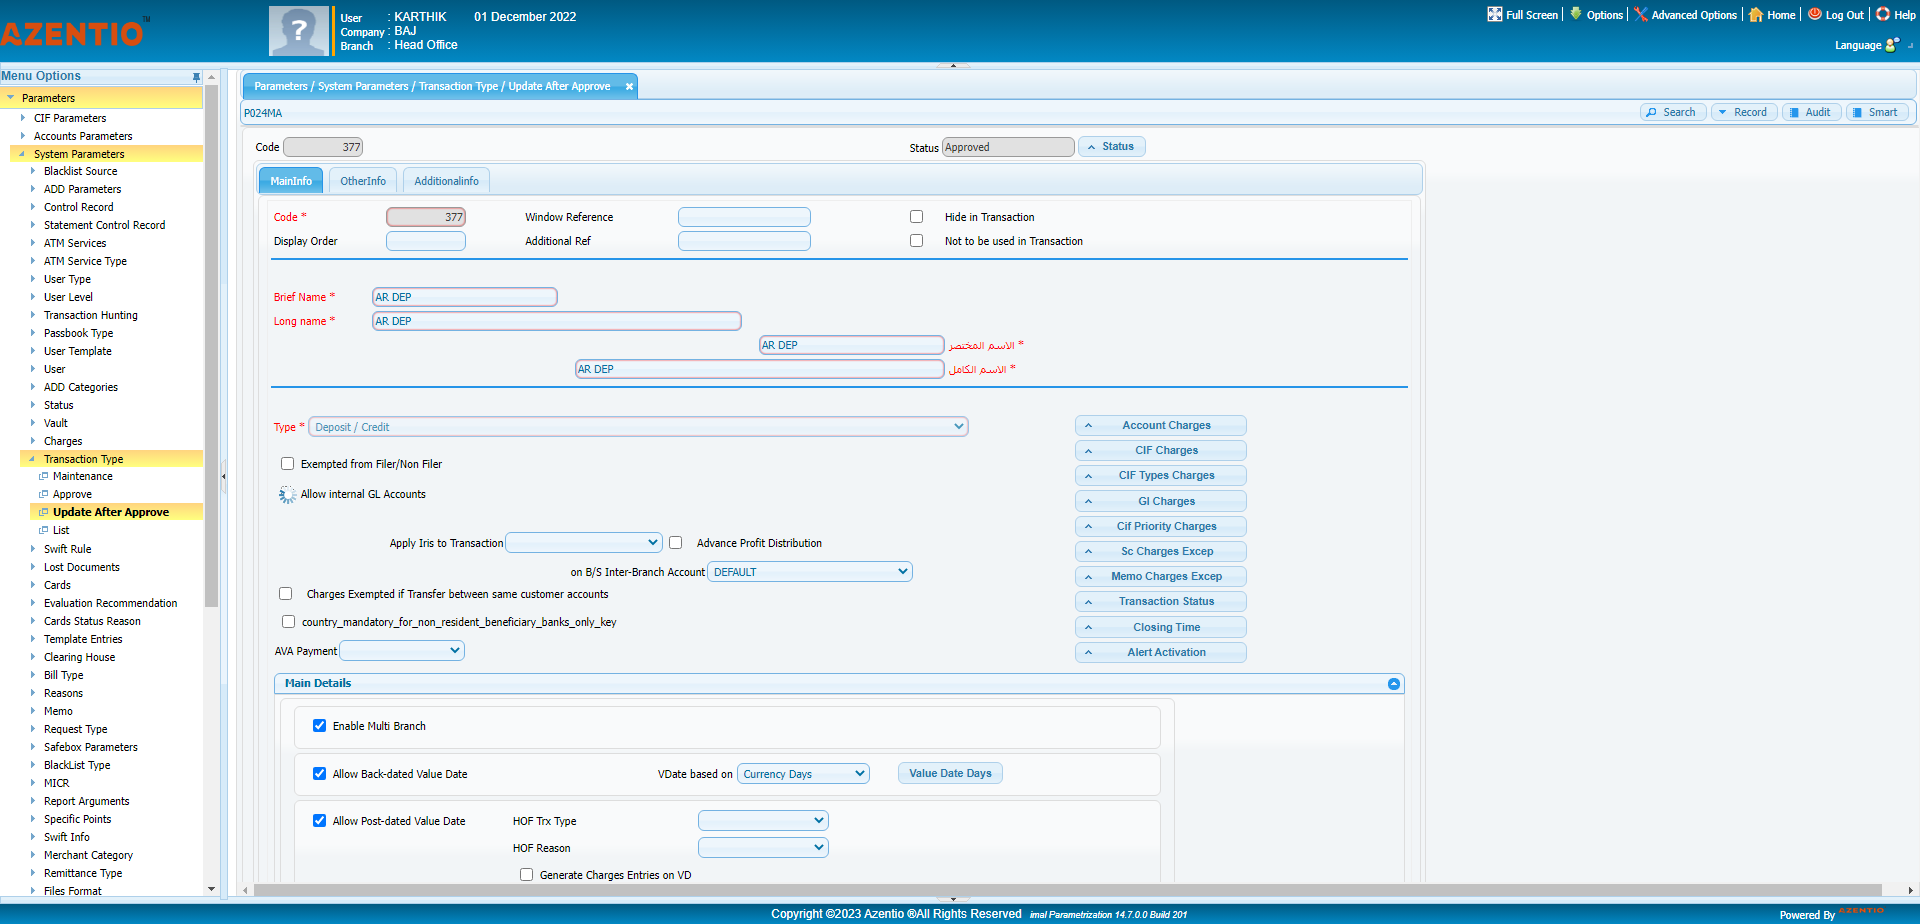 AZENTIO™
User : KARTHIK 01 December 2022
Company : BAJ
Branch : Head Office
Full Screen Options Advanced Options Home Log Out Help
Language
Menu Options
Parameters
CIF Parameters
Accounts Parameters
System Parameters
Blacklist Source
ADD Parameters
Control Record
Statement Control Record
ATM Services
ATM Service Type
User Type
User Level
Transaction Hunting
Passbook Type
User Template
User
ADD Categories
Status
Vault
Charges
Transaction Type
Maintenance
Approve
Update After Approve
List
Swift Rule
Lost Documents
Cards
Evaluation Recommendation
Cards Status Reason
Template Entries
Clearing House
Bill Type
Reasons
Memo
Request Type
Safebox Parameters
BlackList Type
MICR
Report Arguments
Specific Points
Swift Info
Merchant Category
Remittance Type
Files Format
Parameters / System Parameters / Transaction Type / Update After Approve
P024MA
Search Record Audit Smart
Code 377 Status Approved Status
MainInfo OtherInfo Additionalinfo
Code * 377 Window Reference Hide in Transaction
Display Order Additional Ref Not to be used in Transaction
Brief Name * AR DEP
Long name * AR DEP
AR DEP الاسم المختصر *
AR DEP الاسم الكامل *
Type * Deposit / Credit
Exempted from Filer/Non Filer
Allow internal GL Accounts
Apply Iris to Transaction Advance Profit Distribution
on B/S Inter-Branch Account DEFAULT
Charges Exempted if Transfer between same customer accounts
country_mandatory_for_non_resident_beneficiary_banks_only_key
AVA Payment
Account Charges
CIF Charges
CIF Types Charges
Gl Charges
Cif Priority Charges
Sc Charges Excep
Memo Charges Excep
Transaction Status
Closing Time
Alert Activation
Main Details
Enable Multi Branch
Allow Back-dated Value Date VDate based on Currency Days Value Date Days
Allow Post-dated Value Date HOF Trx Type
HOF Reason
Generate Charges Entries on VD
Copyright ©2023 Azentio ®All Rights Reserved imal Parametrization 14.7.0.0 Build 201
Powered By AZENTIO